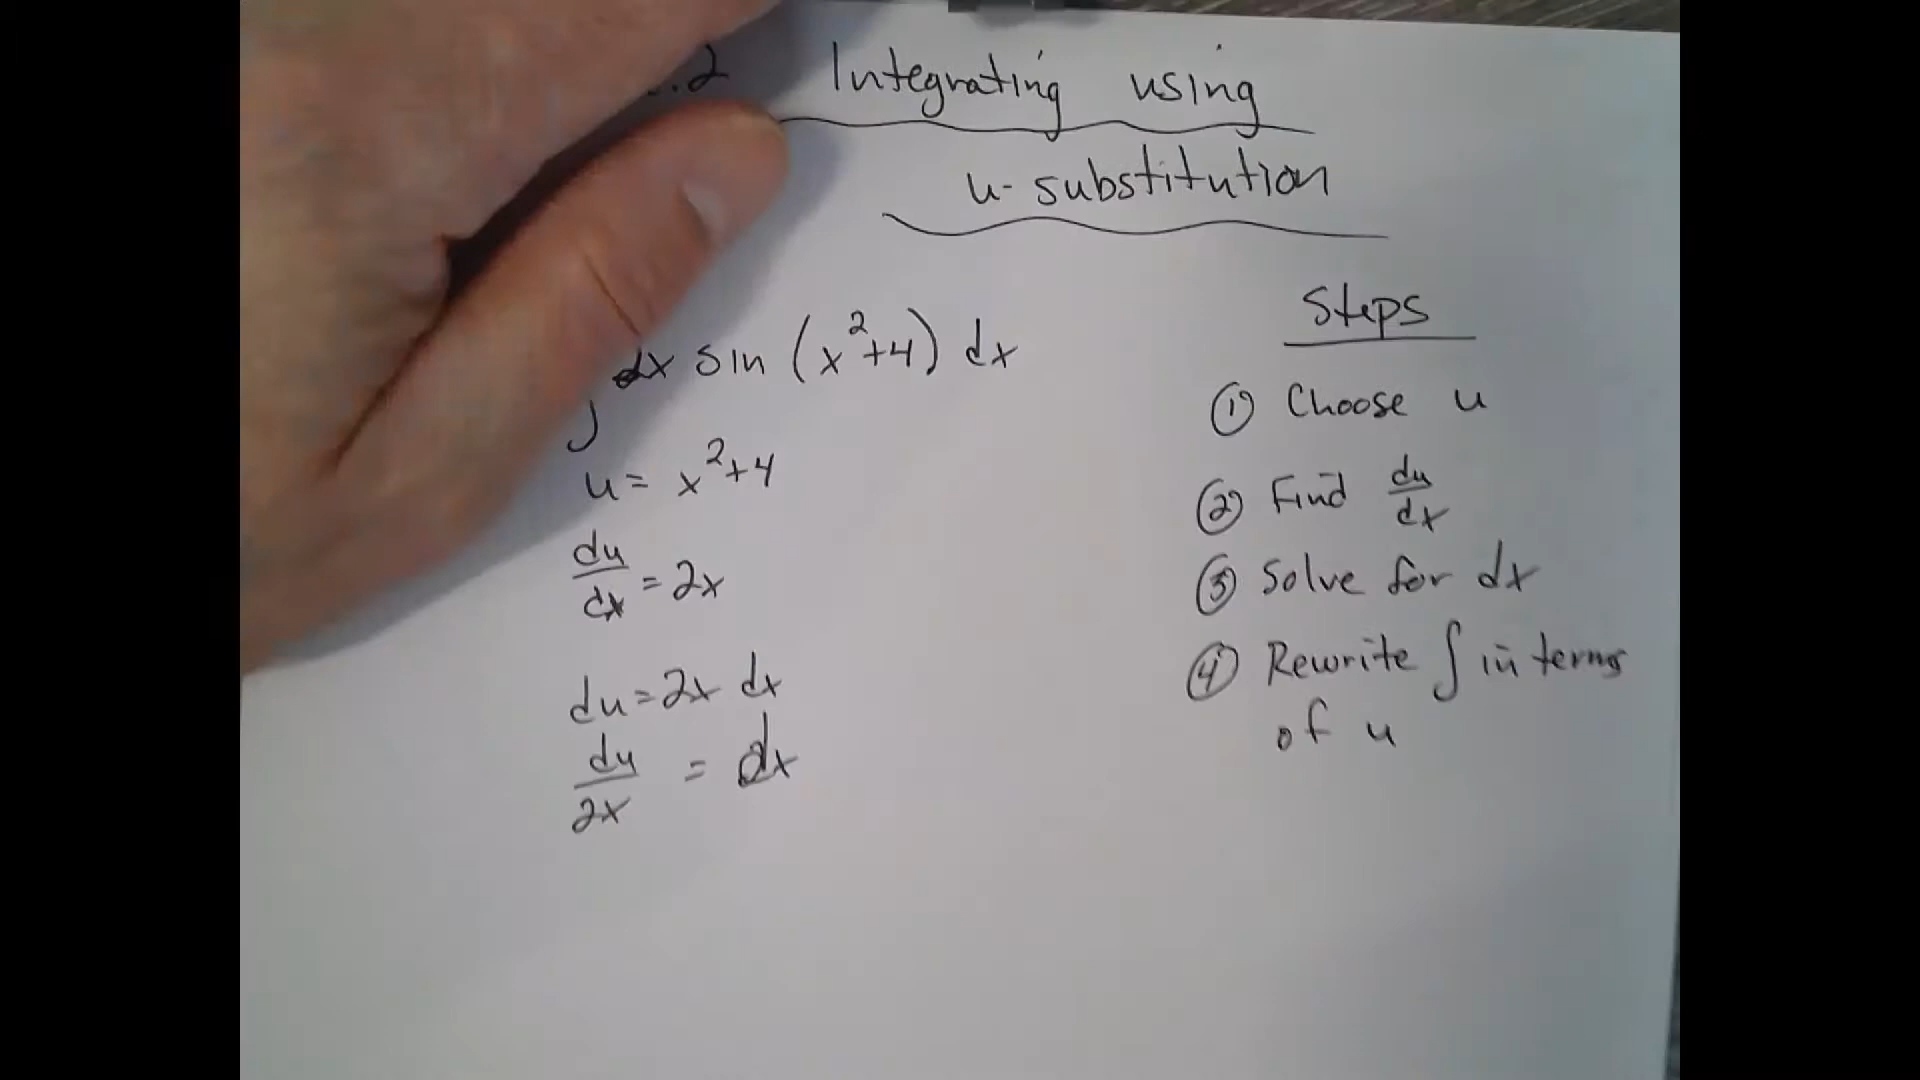 .2 Integrating using
u-substitution
∫ 2x sin (x²+4) dx
u = x²+4
du/dx = 2x
du = 2x dx
du/2x = dx
Steps
① Choose u
② Find du/dx
③ Solve for dx
④ Rewrite ∫ in terms
of u